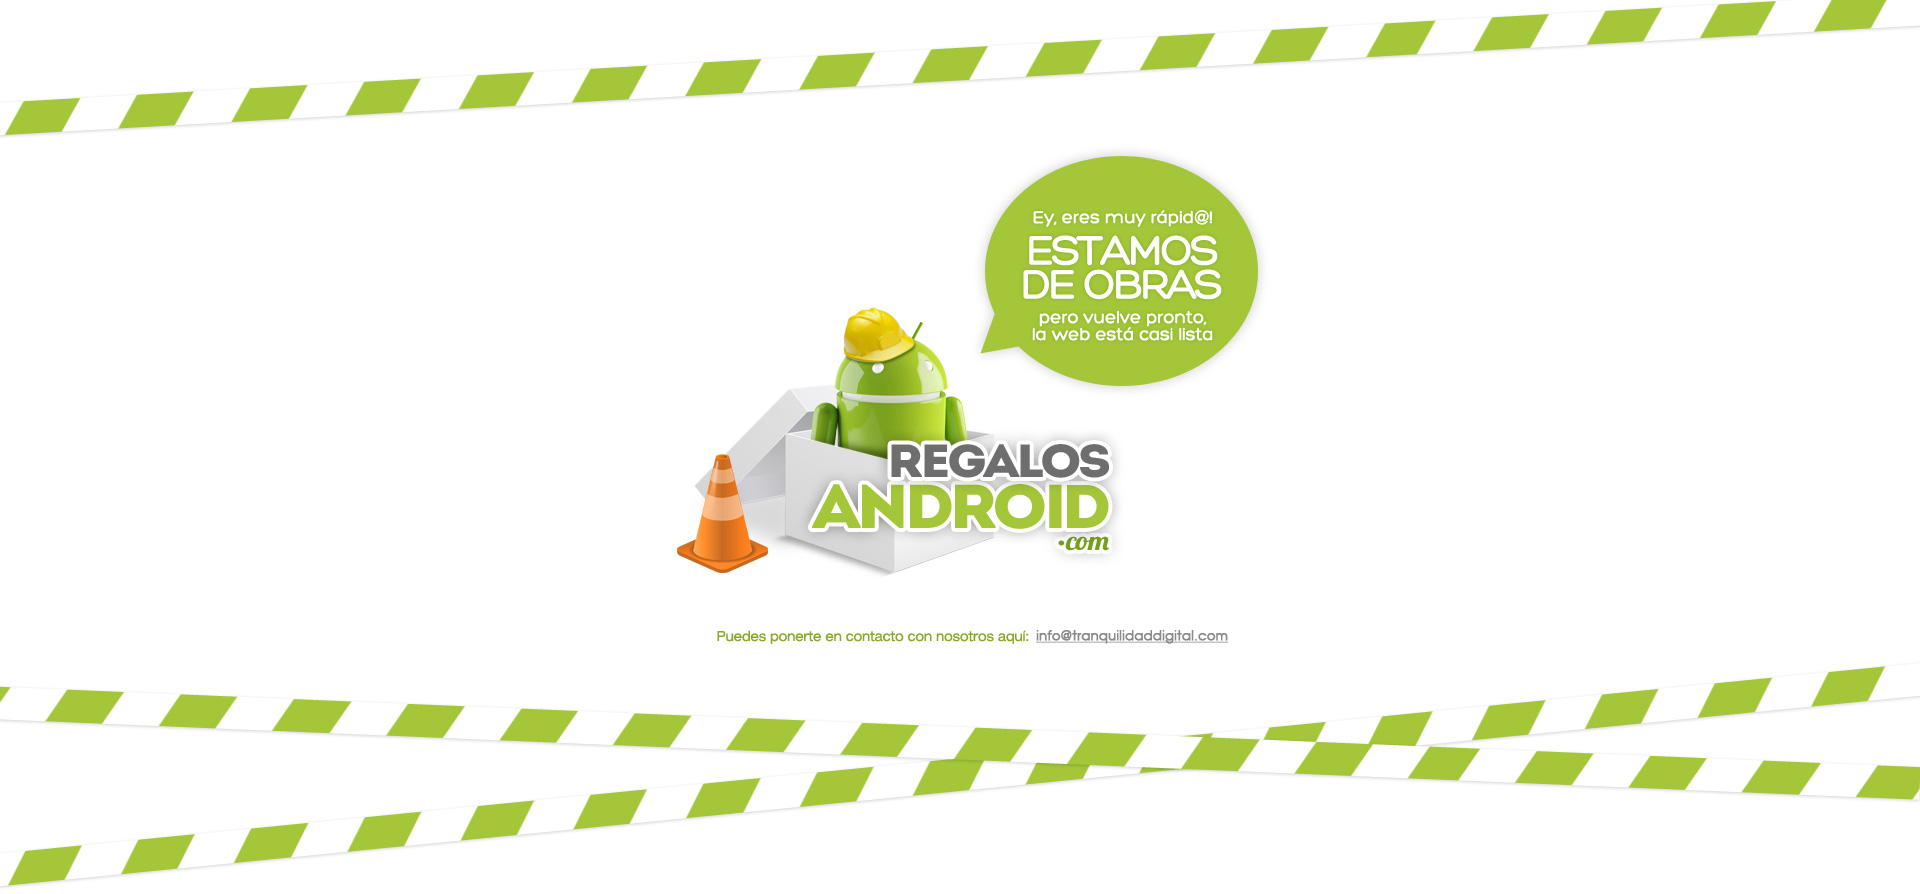 Ey, eres muy rápid@!
ESTAMOS
DE OBRAS
pero vuelve pronto,
la web está casi lista
REGALOS
ANDROID
.com
Puedes ponerte en contacto con nosotros aquí: info@tranquilidaddigital.com